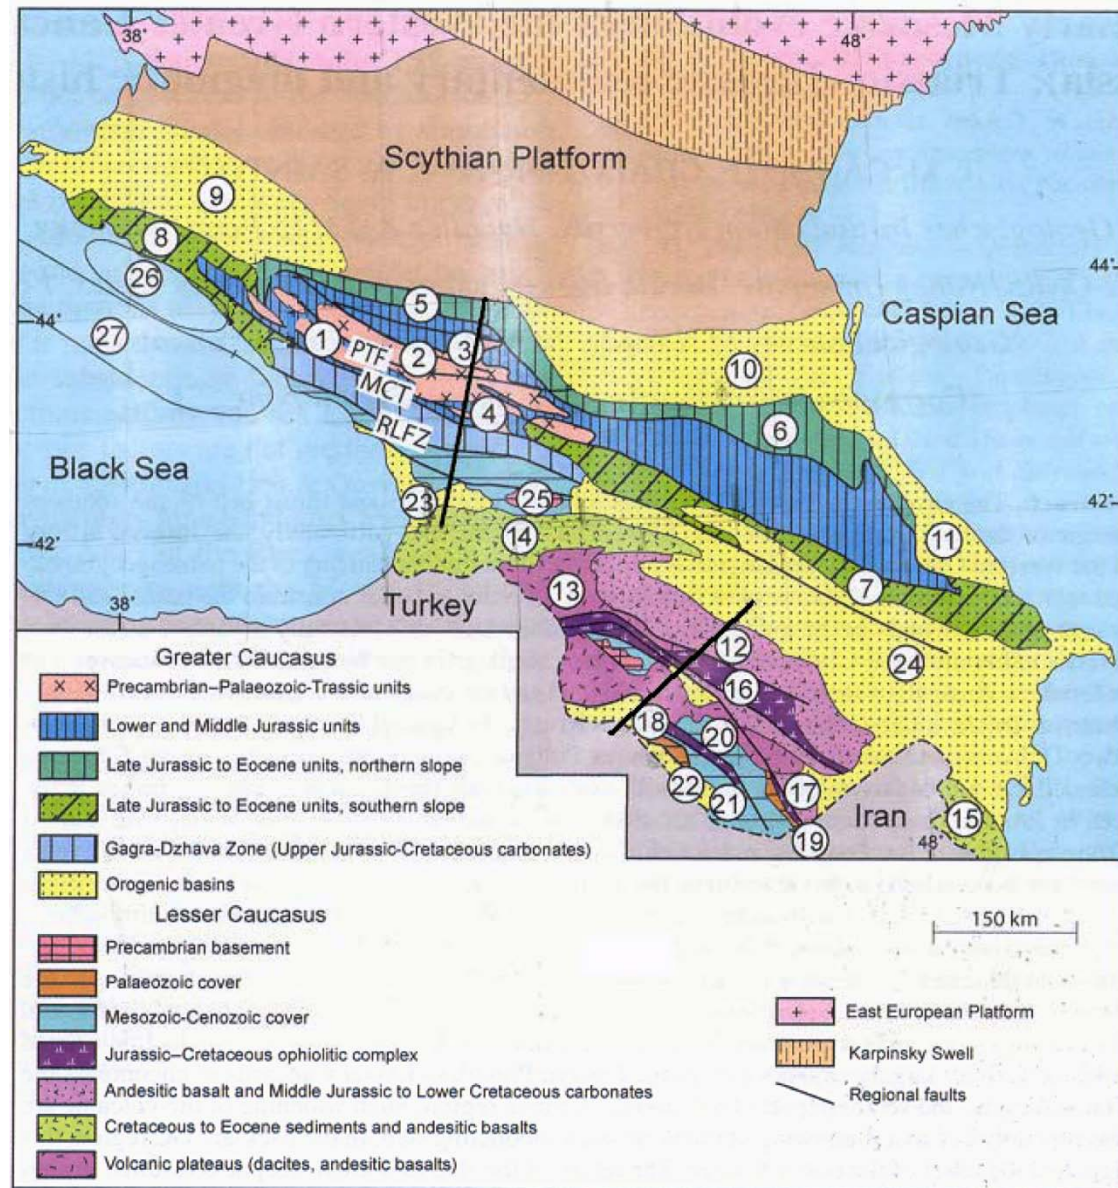 38°
48°
Scythian Platform
9
8
26
27
44°
44°
5
Caspian Sea
1
2
3
PTF
10
MCT
4
6
RLFZ
Black Sea
23
25
11
14
42°
42°
13
7
38°
Turkey
12
24
16
18
20
22
21
17
Iran
15
19
48°
150 km
Greater Caucasus
Precambrian–Palaeozoic-Trassic units
Lower and Middle Jurassic units
Late Jurassic to Eocene units, northern slope
Late Jurassic to Eocene units, southern slope
Gagra-Dzhava Zone (Upper Jurassic-Cretaceous carbonates)
Orogenic basins
Lesser Caucasus
Precambrian basement
Palaeozoic cover
Mesozoic-Cenozoic cover
Jurassic–Cretaceous ophiolitic complex
Andesitic basalt and Middle Jurassic to Lower Cretaceous carbonates
Cretaceous to Eocene sediments and andesitic basalts
Volcanic plateaus (dacites, andesitic basalts)
East European Platform
Karpinsky Swell
Regional faults